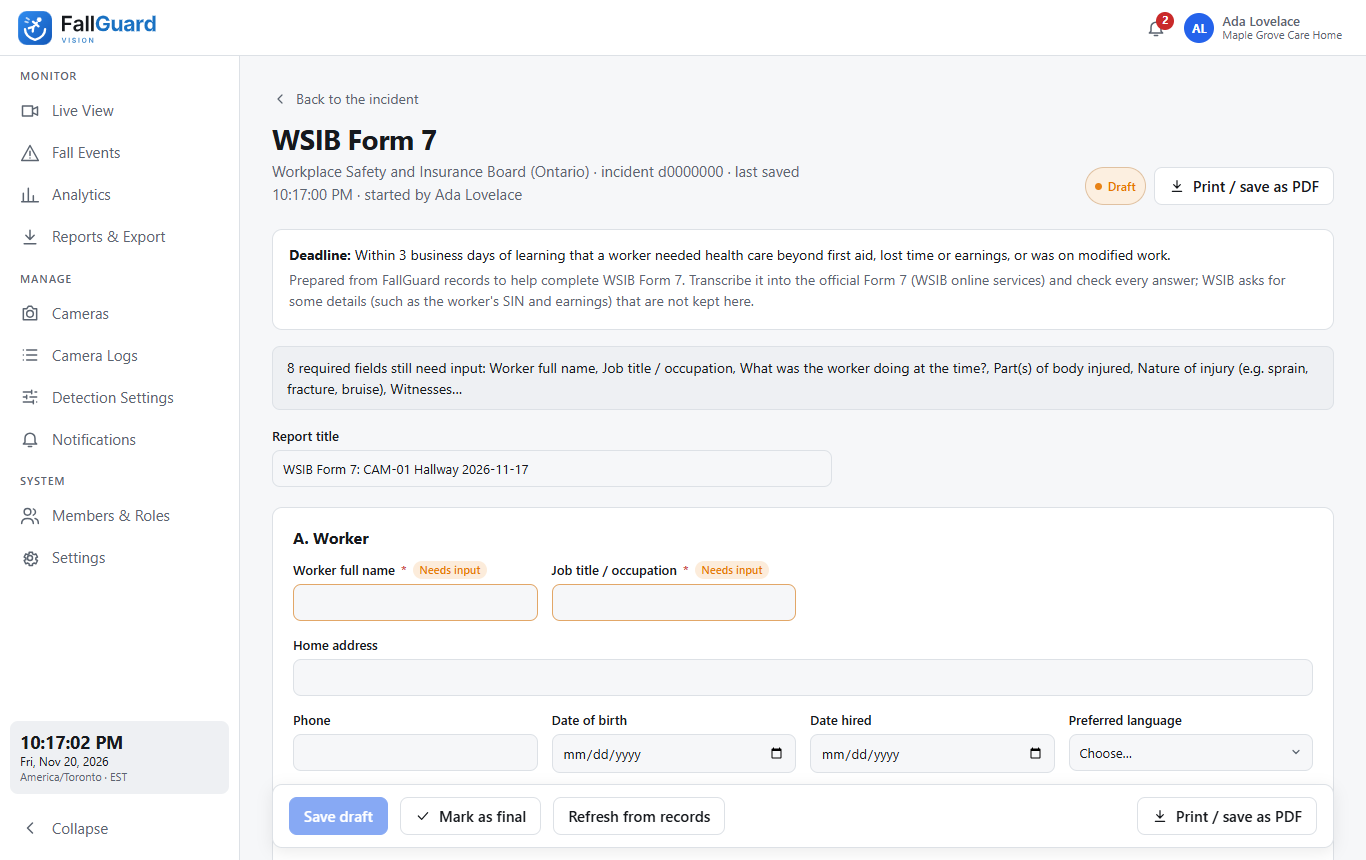 FallGuard
VISION
2
AL
Ada Lovelace
Maple Grove Care Home
MONITOR
Live View
Fall Events
Analytics
Reports & Export
MANAGE
Cameras
Camera Logs
Detection Settings
Notifications
SYSTEM
Members & Roles
Settings
10:17:02 PM
Fri, Nov 20, 2026
America/Toronto · EST
Collapse
Back to the incident
WSIB Form 7
Workplace Safety and Insurance Board (Ontario) · incident d0000000 · last saved
10:17:00 PM · started by Ada Lovelace
Draft
Print / save as PDF
Deadline: Within 3 business days of learning that a worker needed health care beyond first aid, lost time or earnings, or was on modified work.
Prepared from FallGuard records to help complete WSIB Form 7. Transcribe it into the official Form 7 (WSIB online services) and check every answer; WSIB asks for
some details (such as the worker's SIN and earnings) that are not kept here.
8 required fields still need input: Worker full name, Job title / occupation, What was the worker doing at the time?, Part(s) of body injured, Nature of injury (e.g. sprain,
fracture, bruise), Witnesses...
Report title
WSIB Form 7: CAM-01 Hallway 2026-11-17
A. Worker
Worker full name * Needs input
Job title / occupation * Needs input
Home address
Phone
Date of birth
Date hired
Preferred language
mm/dd/yyyy
mm/dd/yyyy
Choose...
Save draft
Mark as final
Refresh from records
Print / save as PDF